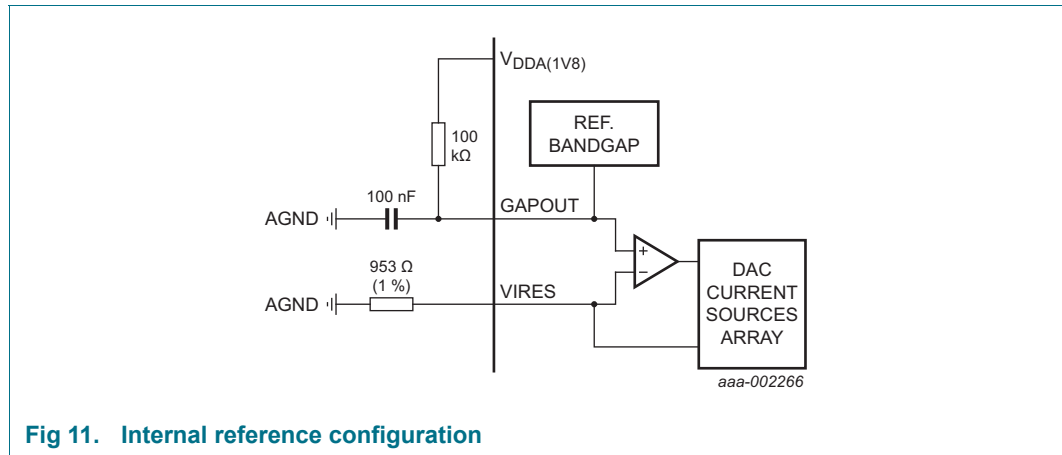 VDDA(1V8)
100
kΩ
REF.
BANDGAP
100 nF
GAPOUT
AGND
+
−
953 Ω
(1 %)
VIRES
AGND
DAC
CURRENT
SOURCES
ARRAY
aaa-002266
Fig 11. Internal reference configuration